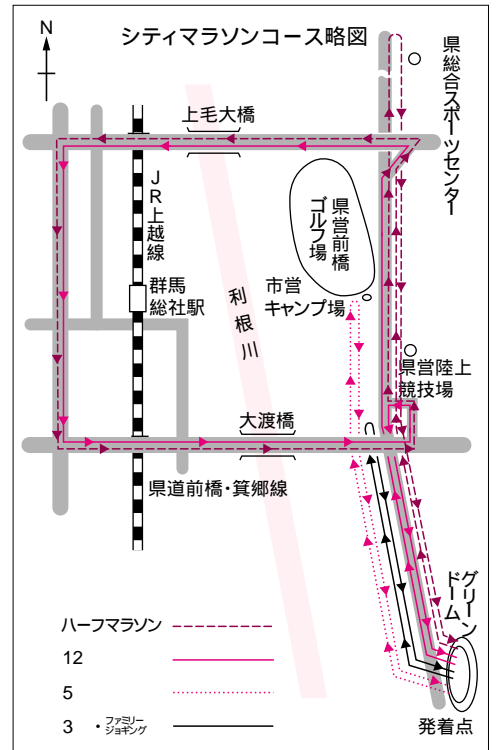 シティマラソンコース略図
N
県総合スポーツセンター
上毛大橋
JR上越線
県営前橋
ゴルフ場
群馬
総社駅
市営
キャンプ場
利根川
県営陸上
競技場
大渡橋
県道前橋・箕郷線
グリーン
ドーム
発着点
ハーフマラソン
12
5
3 ・ファミリー
ジョギング